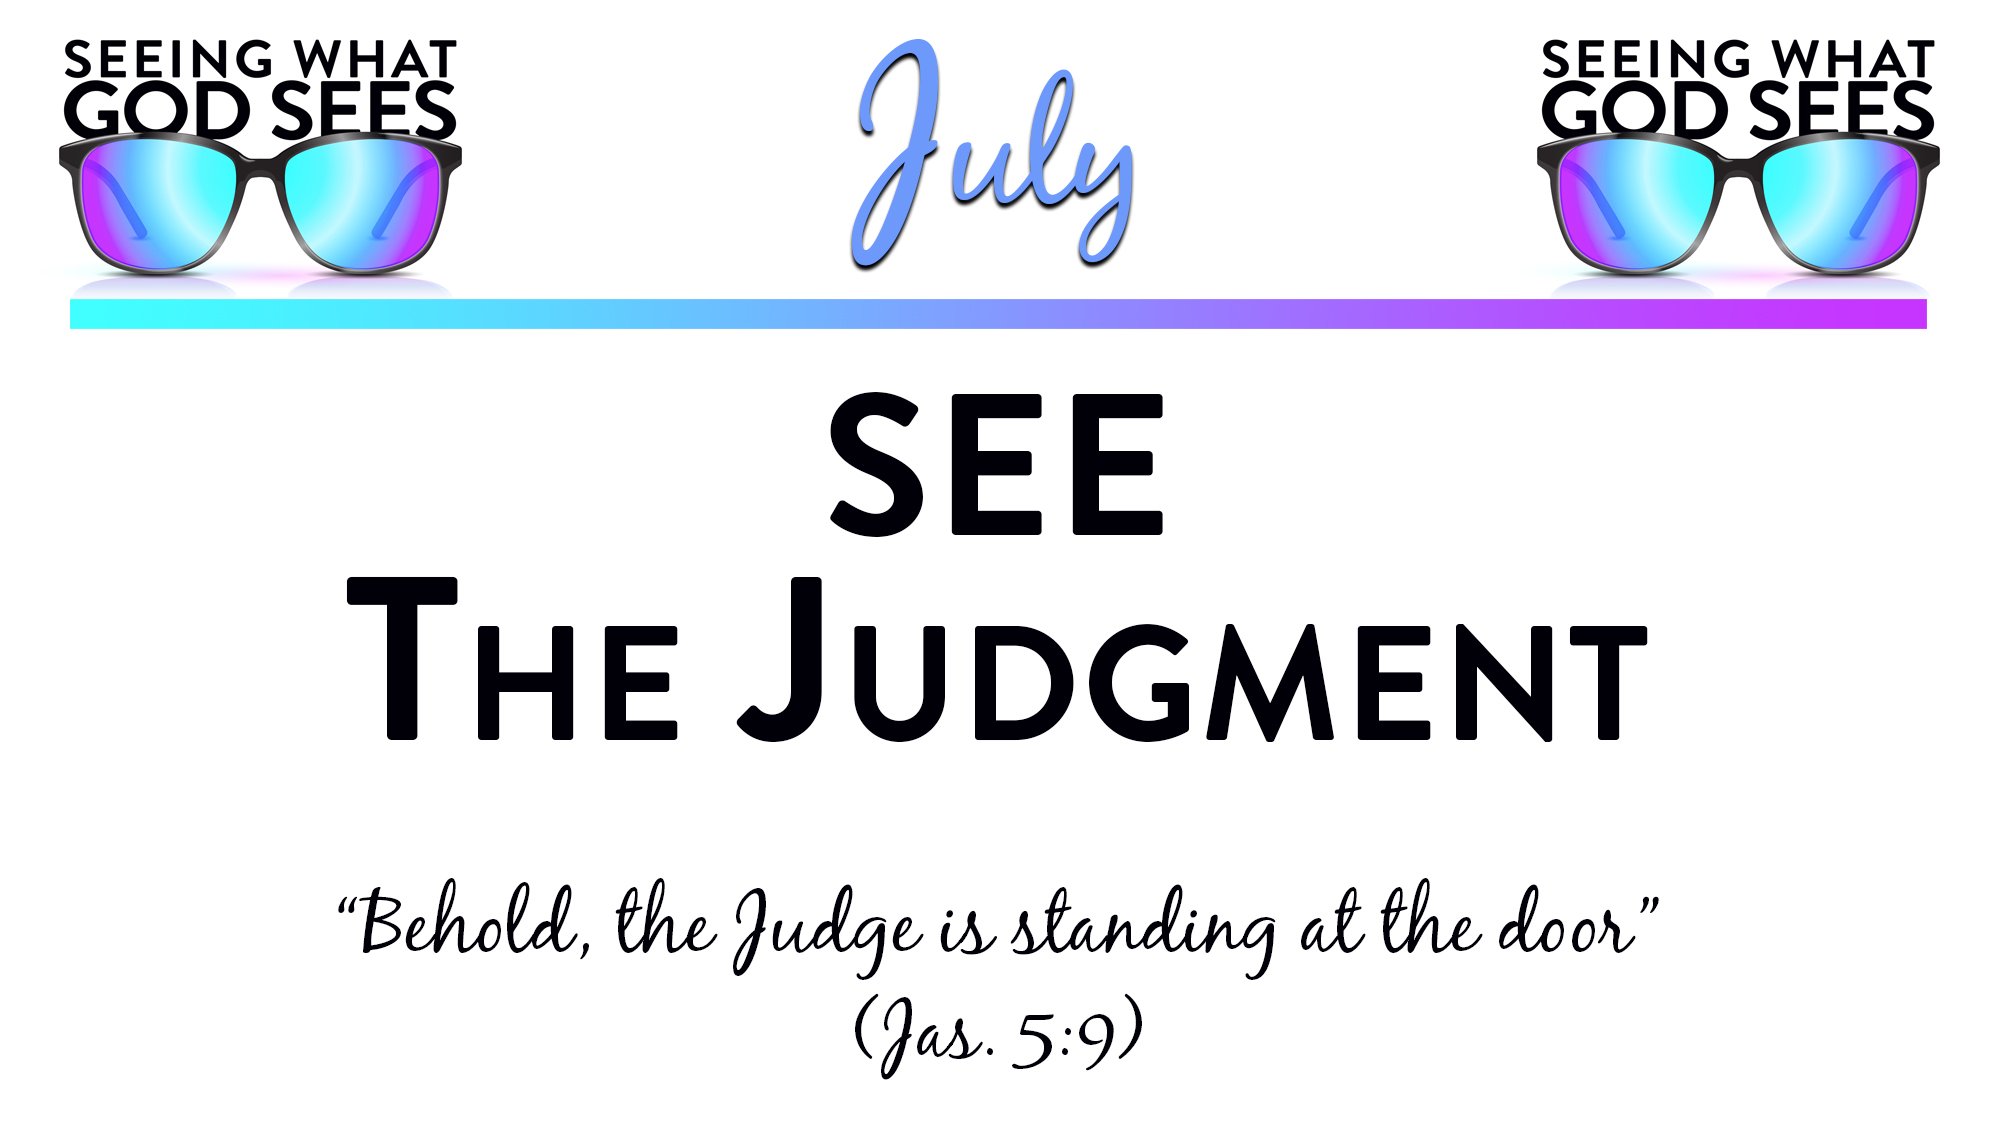 SEEING WHAT
GOD SEES
July
SEEING WHAT
GOD SEES
SEE
THE JUDGMENT
“Behold, the Judge is standing at the door”
(Jas. 5:9)